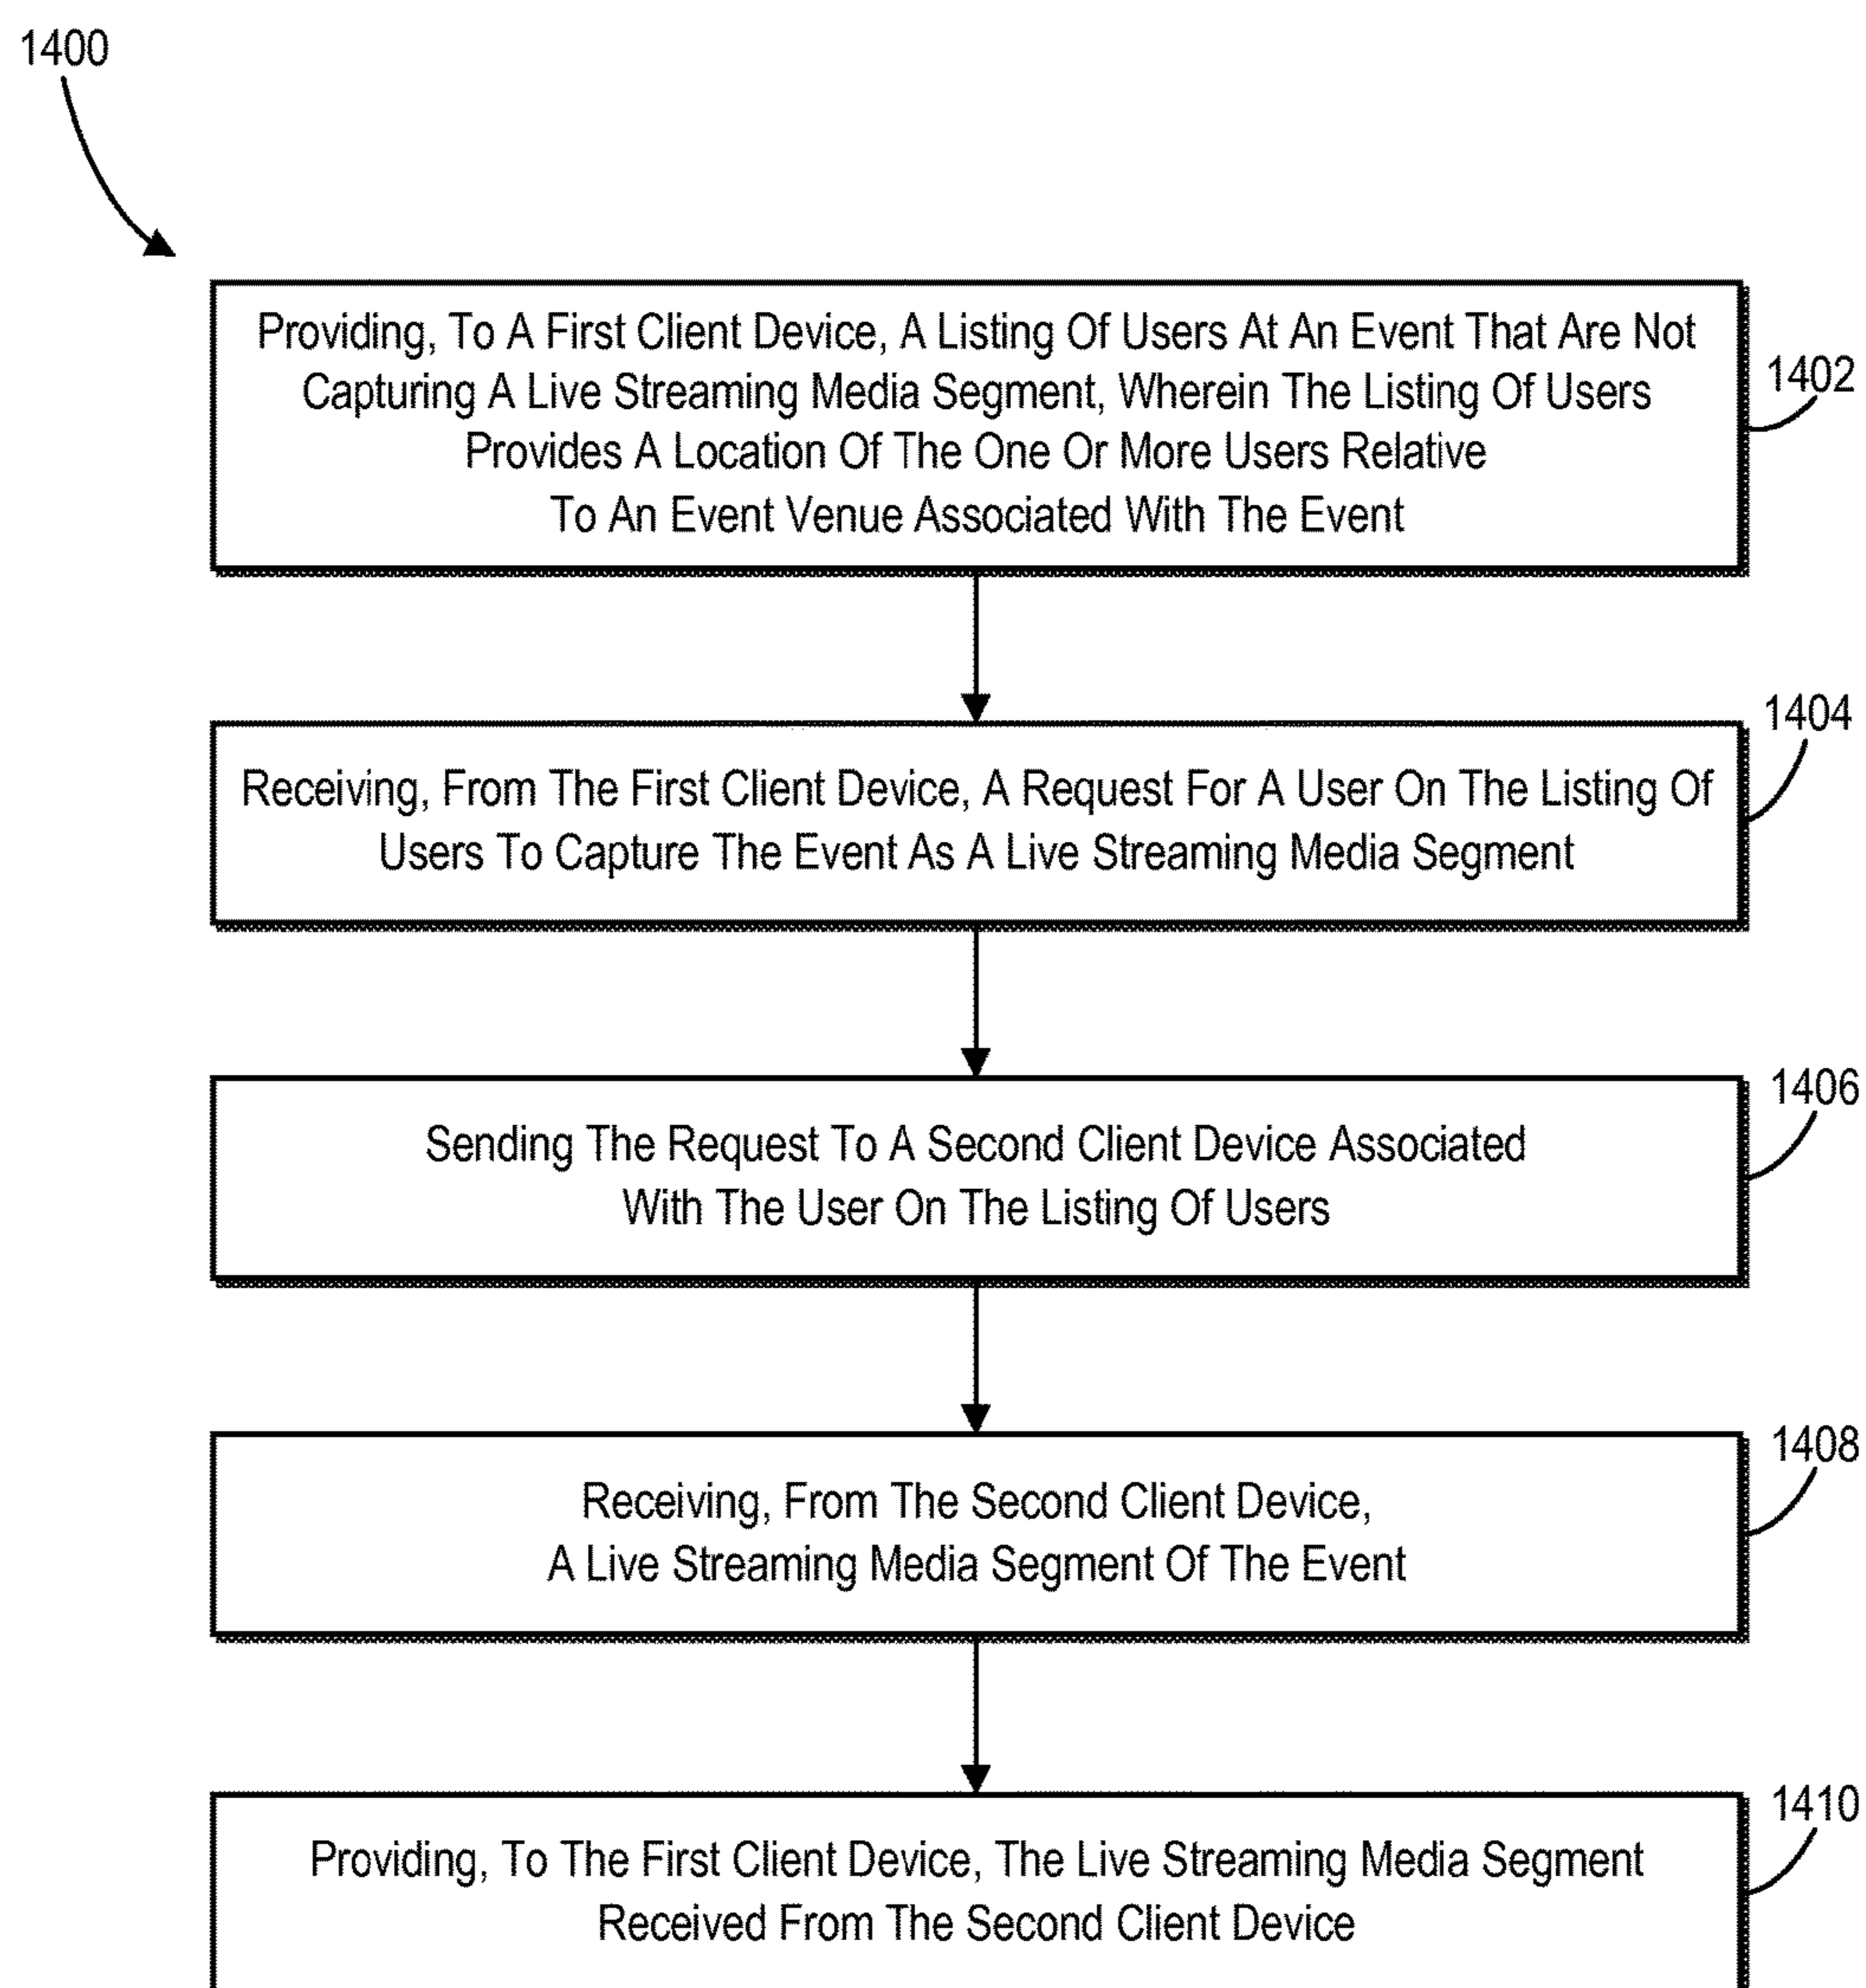 1400
Providing, To A First Client Device, A Listing Of Users At An Event That Are Not
Capturing A Live Streaming Media Segment, Wherein The Listing Of Users
Provides A Location Of The One Or More Users Relative
To An Event Venue Associated With The Event
1402
Receiving, From The First Client Device, A Request For A User On The Listing Of
Users To Capture The Event As A Live Streaming Media Segment
1404
Sending The Request To A Second Client Device Associated
With The User On The Listing Of Users
1406
Receiving, From The Second Client Device,
A Live Streaming Media Segment Of The Event
1408
Providing, To The First Client Device, The Live Streaming Media Segment
Received From The Second Client Device
1410